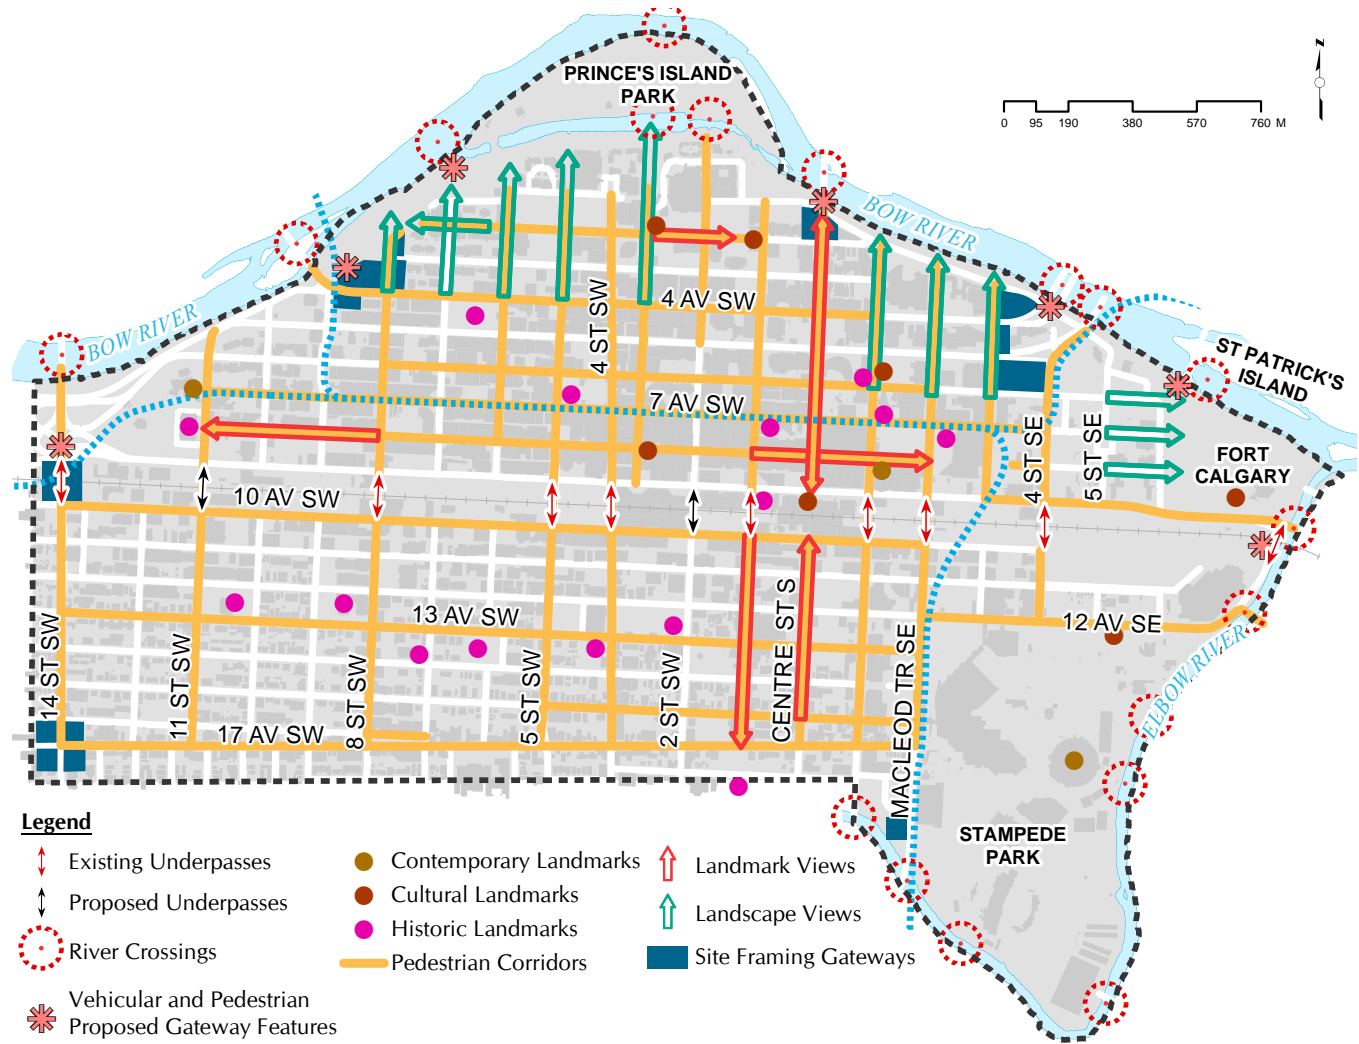 PRINCE'S ISLAND
PARK
N
0 95 190 380 570 760 M
BOW RIVER
BOW RIVER
4 AV SW
4 ST SW
ST PATRICK'S
ISLAND
7 AV SW
4 ST SE
5 ST SE
FORT
CALGARY
10 AV SW
13 AV SW
12 AV SE
14 ST SW
11 ST SW
8 ST SW
5 ST SW
2 ST SW
CENTRE ST S
MACLEOD TR SE
ELBOW RIVER
17 AV SW
STAMPEDE
PARK
Legend
Existing Underpasses
Proposed Underpasses
River Crossings
Vehicular and Pedestrian
Proposed Gateway Features
Contemporary Landmarks
Cultural Landmarks
Historic Landmarks
Pedestrian Corridors
Landmark Views
Landscape Views
Site Framing Gateways